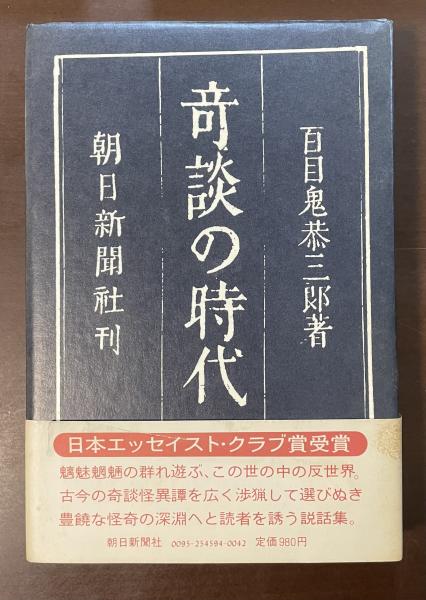 百目鬼恭三郎著
奇談の時代
朝日新聞社刊
日本エッセイスト・クラブ賞受賞
魑魅魍魎の群れ遊ぶ、この世の中の反世界。
古今の奇談怪異譚を広く渉猟して選びぬき
豊饒な怪奇の深淵へと読者を誘う説話集。
朝日新聞社 0095-254594-0042 定価980円